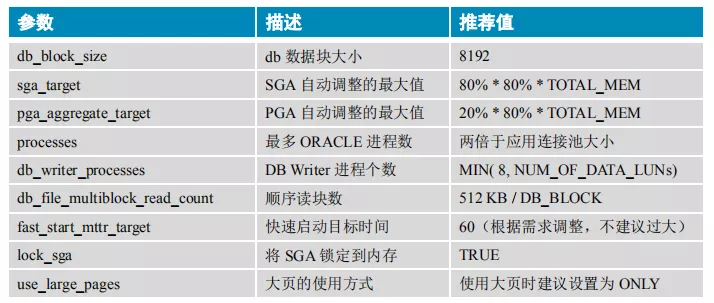 参数 描述 推荐值
db_block_size db 数据块大小 8192
sga_target SGA 自动调整的最大值 80% * 80% * TOTAL_MEM
pga_aggregate_target PGA 自动调整的最大值 20% * 80% * TOTAL_MEM
processes 最多 ORACLE 进程数 两倍于应用连接池大小
db_writer_processes DB Writer 进程个数 MIN( 8, NUM_OF_DATA_LUNs)
db_file_multiblock_read_count 顺序读块数 512 KB / DB_BLOCK
fast_start_mttr_target 快速启动目标时间 60（根据需求调整，不建议过大）
lock_sga 将 SGA 锁定到内存 TRUE
use_large_pages 大页的使用方式 使用大页时建议设置为 ONLY